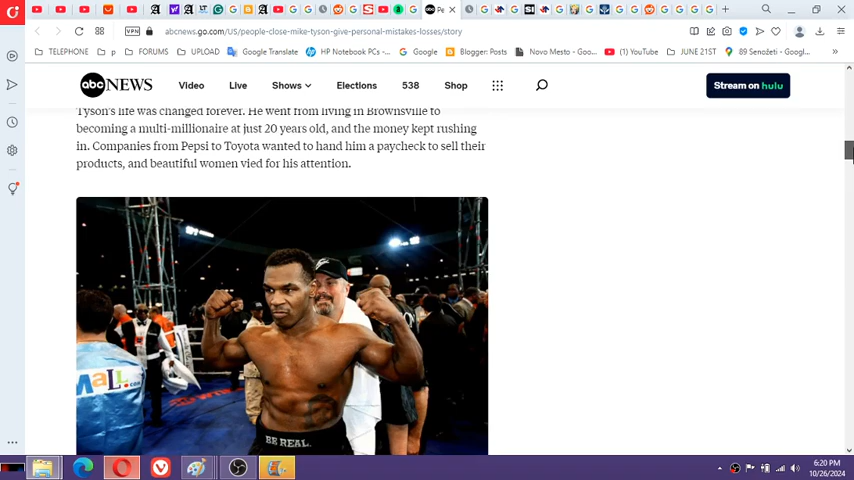 Pe
VPN
abcnews.go.com/US/people-close-mike-tyson-give-personal-mistakes-losses/story
TELEPHONE
p
FORUMS
UPLOAD
Google Translate
HP Notebook PCs -...
Google
Blogger: Posts
Novo Mesto - Goog...
(1) YouTube
JUNE 21ST
89 Senožeti - Googl...
abc NEWS
Video
Live
Shows
Elections
538
Shop
Stream on hulu
Tyson's life was changed forever. He went from living in Brownsville to
becoming a multi-millionaire at just 20 years old, and the money kept rushing
in. Companies from Pepsi to Toyota wanted to hand him a paycheck to sell their
products, and beautiful women vied for his attention.
MALL.com
BE REAL.
6:20 PM
10/26/2024